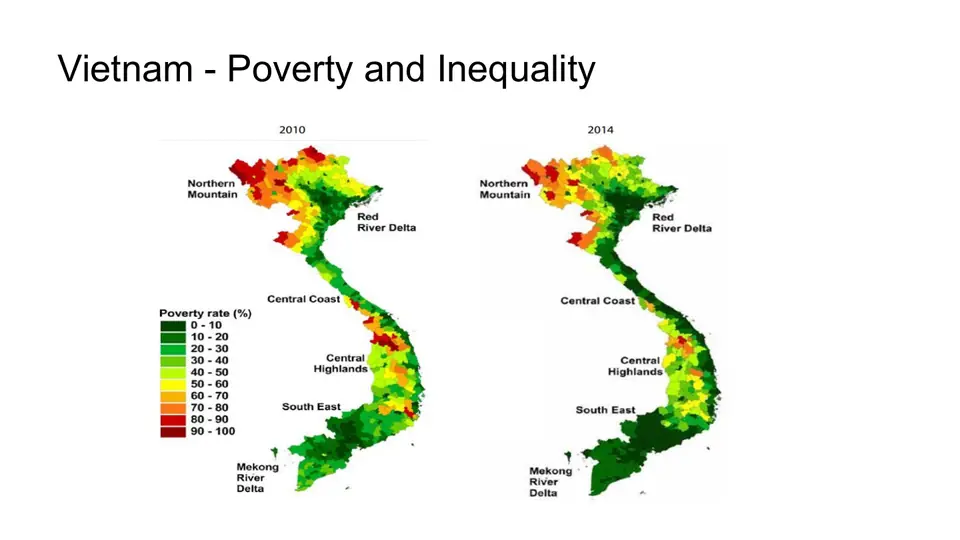 Vietnam - Poverty and Inequality
2010
Northern
Mountain
Red
River Delta
Central Coast
Poverty rate (%)
0 - 10
10 - 20
20 - 30
30 - 40
40 - 50
50 - 60
60 - 70
70 - 80
80 - 90
90 - 100
Central
Highlands
South East
Mekong
River
Delta
2014
Northern
Mountain
Red
River Delta
Central Coast
Central
Highlands
South East
Mekong
River
Delta